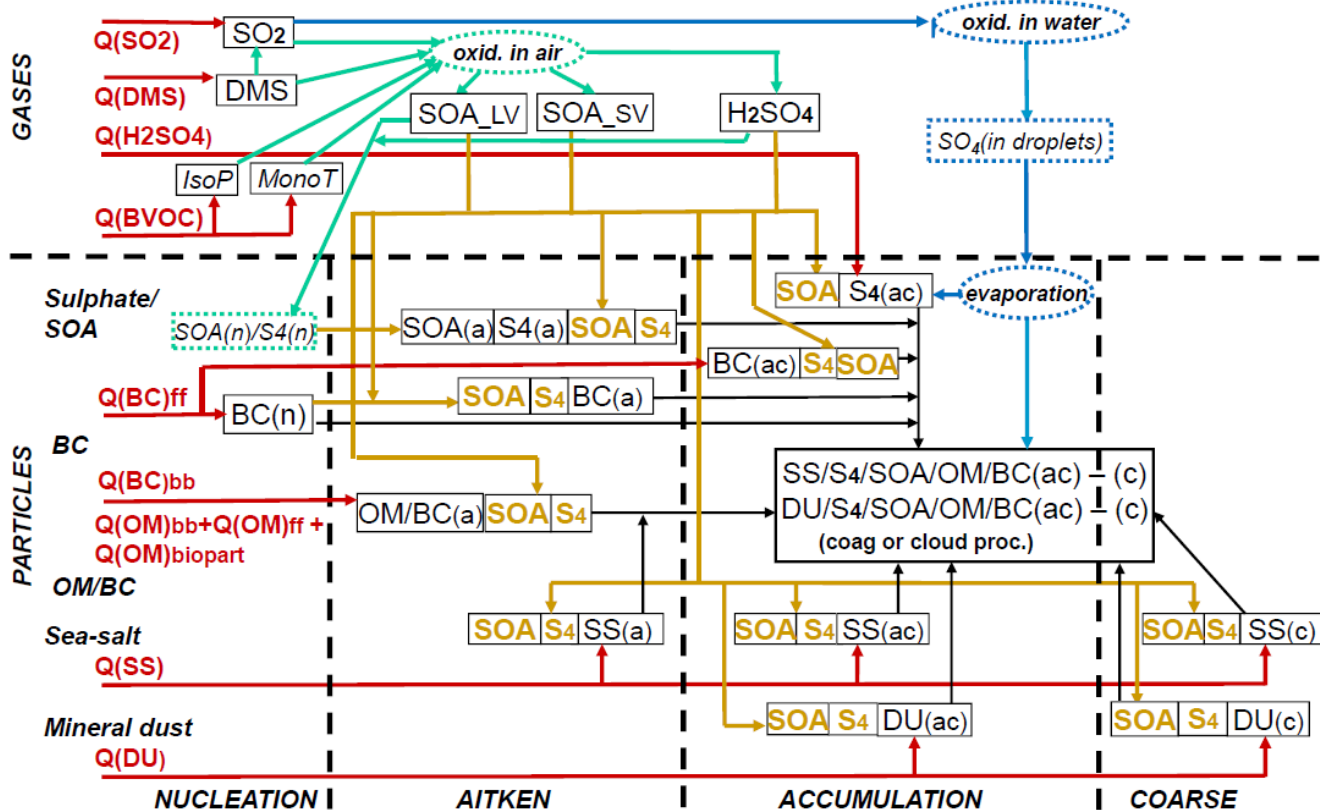 GASES
Q(SO2)
SO2
oxid. in water
oxid. in air
Q(DMS)
DMS
SOA_LV
SOA_SV
H2SO4
Q(H2SO4)
SO4(in droplets)
IsoP
MonoT
Q(BVOC)
PARTICLES
Sulphate/
SOA
SOA(n)/S4(n)
SOA(a) S4(a) SOA S4
SOA S4(ac)
evaporation
BC(ac) S4 SOA
Q(BC)ff
BC(n)
SOA S4 BC(a)
BC
Q(BC)bb
OM/BC(a) SOA S4
SS/S4/SOA/OM/BC(ac) – (c)
DU/S4/SOA/OM/BC(ac) – (c)
(coag or cloud proc.)
Q(OM)bb+Q(OM)ff +
Q(OM)biopart
OM/BC
Sea-salt
SOA S4 SS(a)
SOA S4 SS(ac)
SOA S4 SS(c)
Q(SS)
Mineral dust
SOA S4 DU(ac)
SOA S4 DU(c)
Q(DU)
NUCLEATION
AITKEN
ACCUMULATION
COARSE